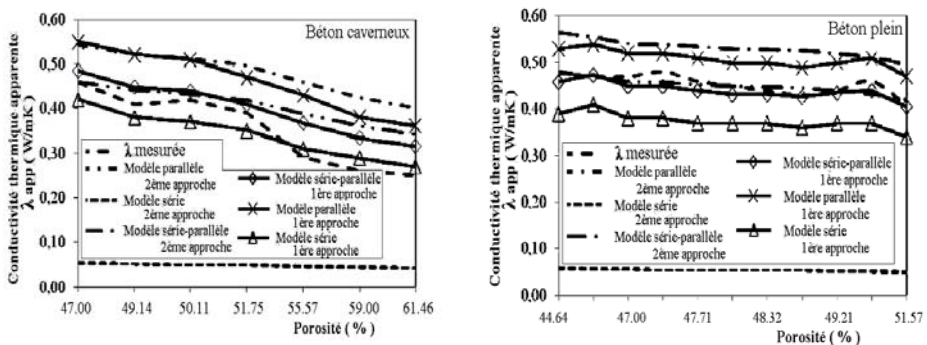 0,60
0,50
0,40
0,30
0,20
0,10
0,00
Conductivité thermique apparente
λ app ( W/mK )
Béton caverneux
λ mesurée
Modèle parallèle
2ème approche
Modèle série
2ème approche
Modèle série-parallèle
2ème approche
Modèle série-parallèle
1ère approche
Modèle parallèle
1ère approche
Modèle série
1ère approche
47.00 49.14 50.11 51.75 55.57 59.00 61.46
Porosité ( % )
0,60
0,50
0,40
0,30
0,20
0,10
0,00
Conductivité thermique apparente
λ app ( W/mK )
Béton plein
λ mesurée
Modèle parallèle
2ème approche
Modèle série
2ème approche
Modèle série-parallèle
2ème approche
Modèle série-parallèle
1ère approche
Modèle parallèle
1ère approche
Modèle série
1ère approche
44.64 47.00 47.71 48.32 49.21 51.57
Porosité ( % )